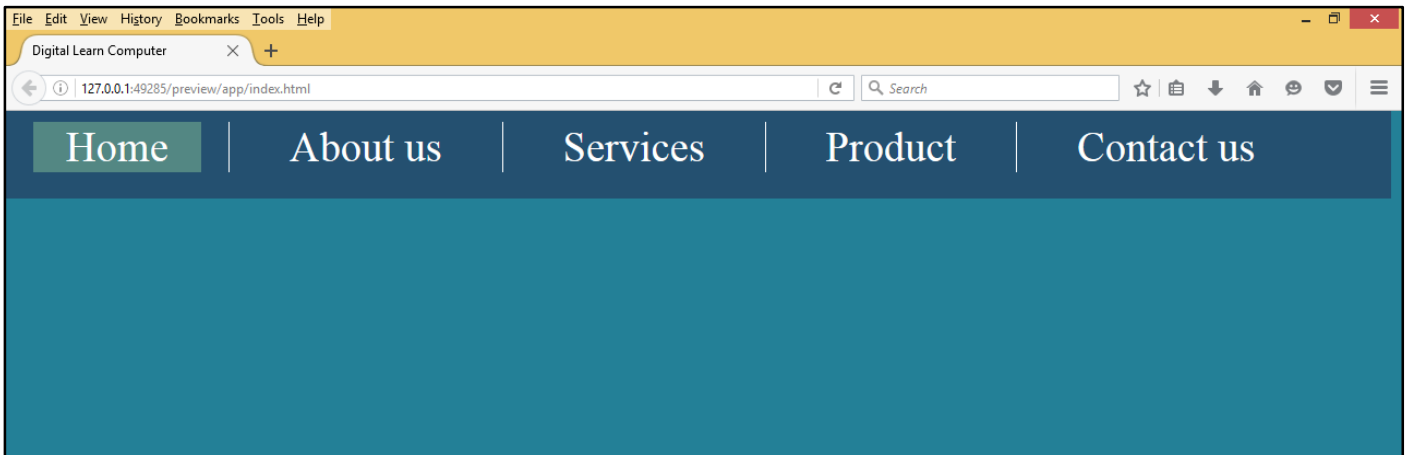 File Edit View History Bookmarks Tools Help
Digital Learn Computer
127.0.0.1:49285/preview/app/index.html Search
Home About us Services Product Contact us